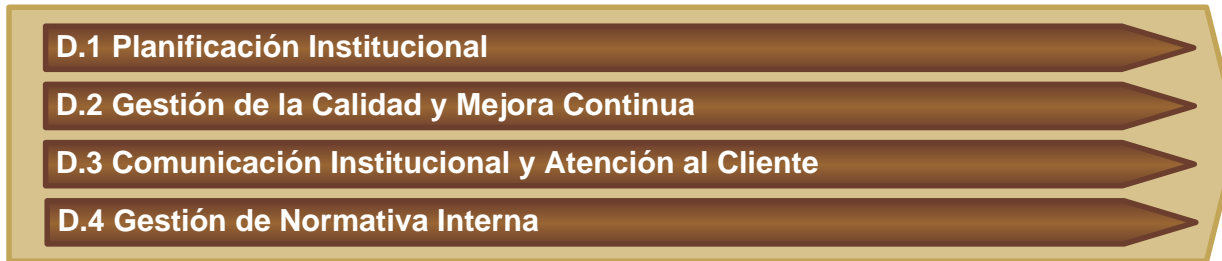 D.1 Planificación Institucional
D.2 Gestión de la Calidad y Mejora Continua
D.3 Comunicación Institucional y Atención al Cliente
D.4 Gestión de Normativa Interna